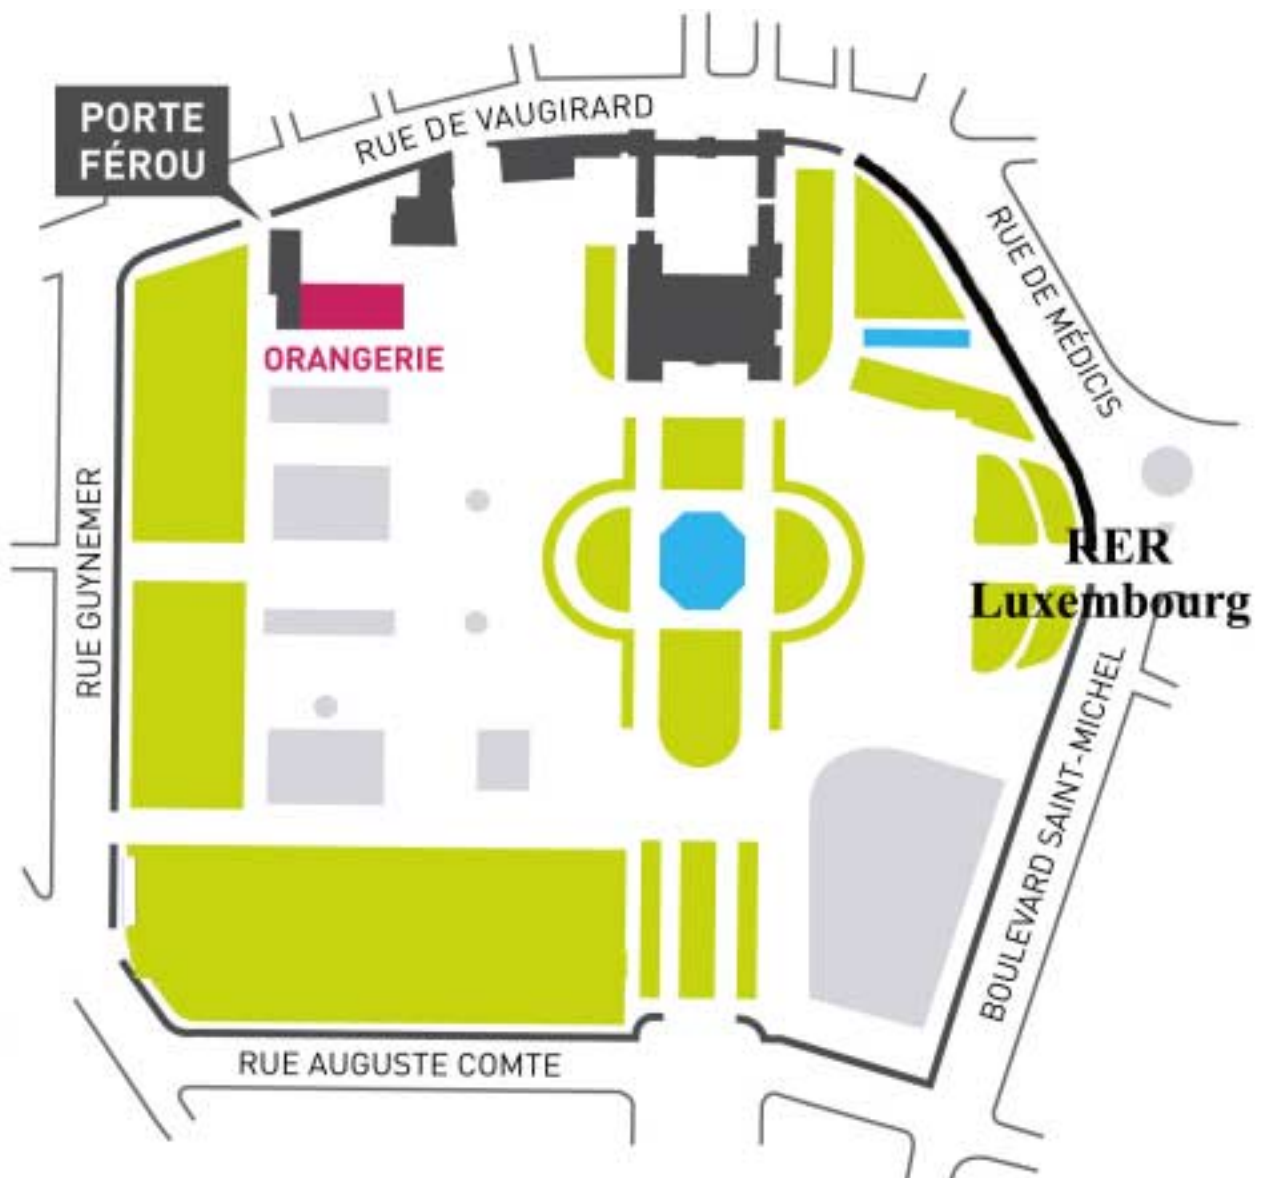 PORTE
FÉROU
RUE DE VAUGIRARD
RUE DE MÉDICIS
ORANGERIE
RUE GUYNEMER
RER
Luxembourg
BOULEVARD SAINT-MICHEL
RUE AUGUSTE COMTE